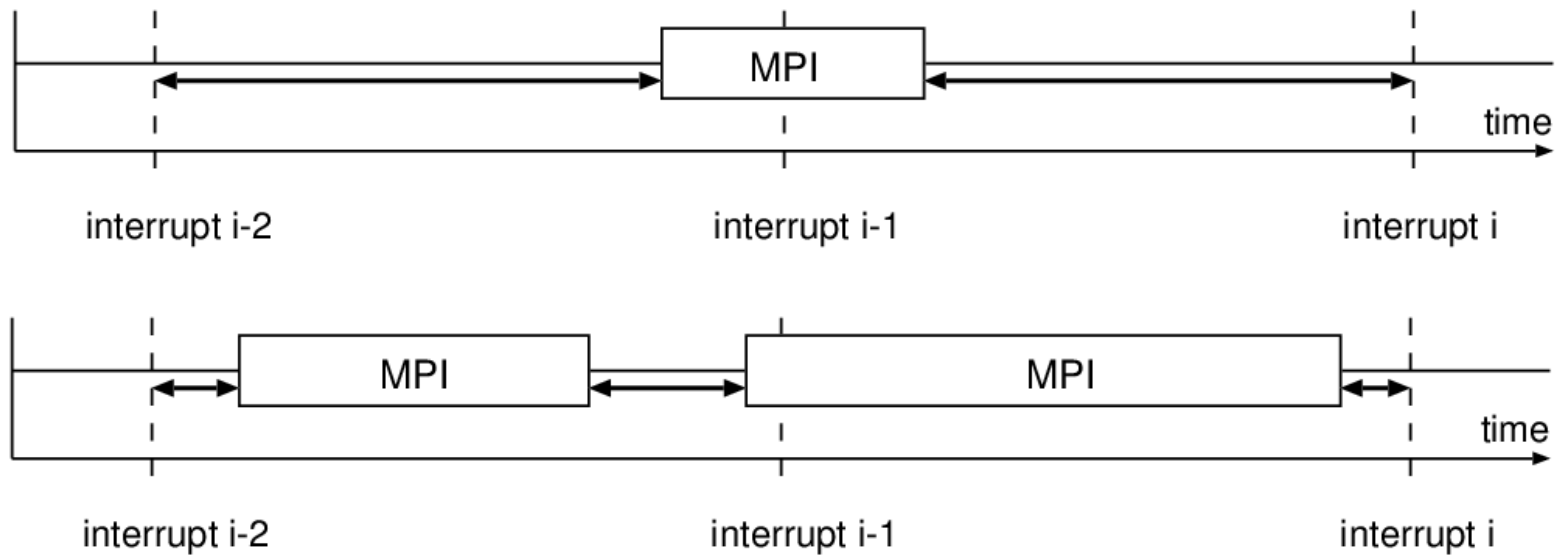 MPI
time
interrupt i-2 interrupt i-1 interrupt i
MPI MPI
time
interrupt i-2 interrupt i-1 interrupt i